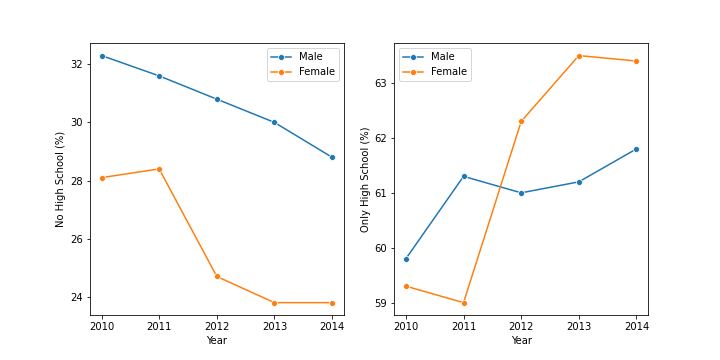 Male
Female
32
30
28
26
24
No High School (%)
2010 2011 2012 2013 2014
Year
Male
Female
63
62
61
60
59
Only High School (%)
2010 2011 2012 2013 2014
Year